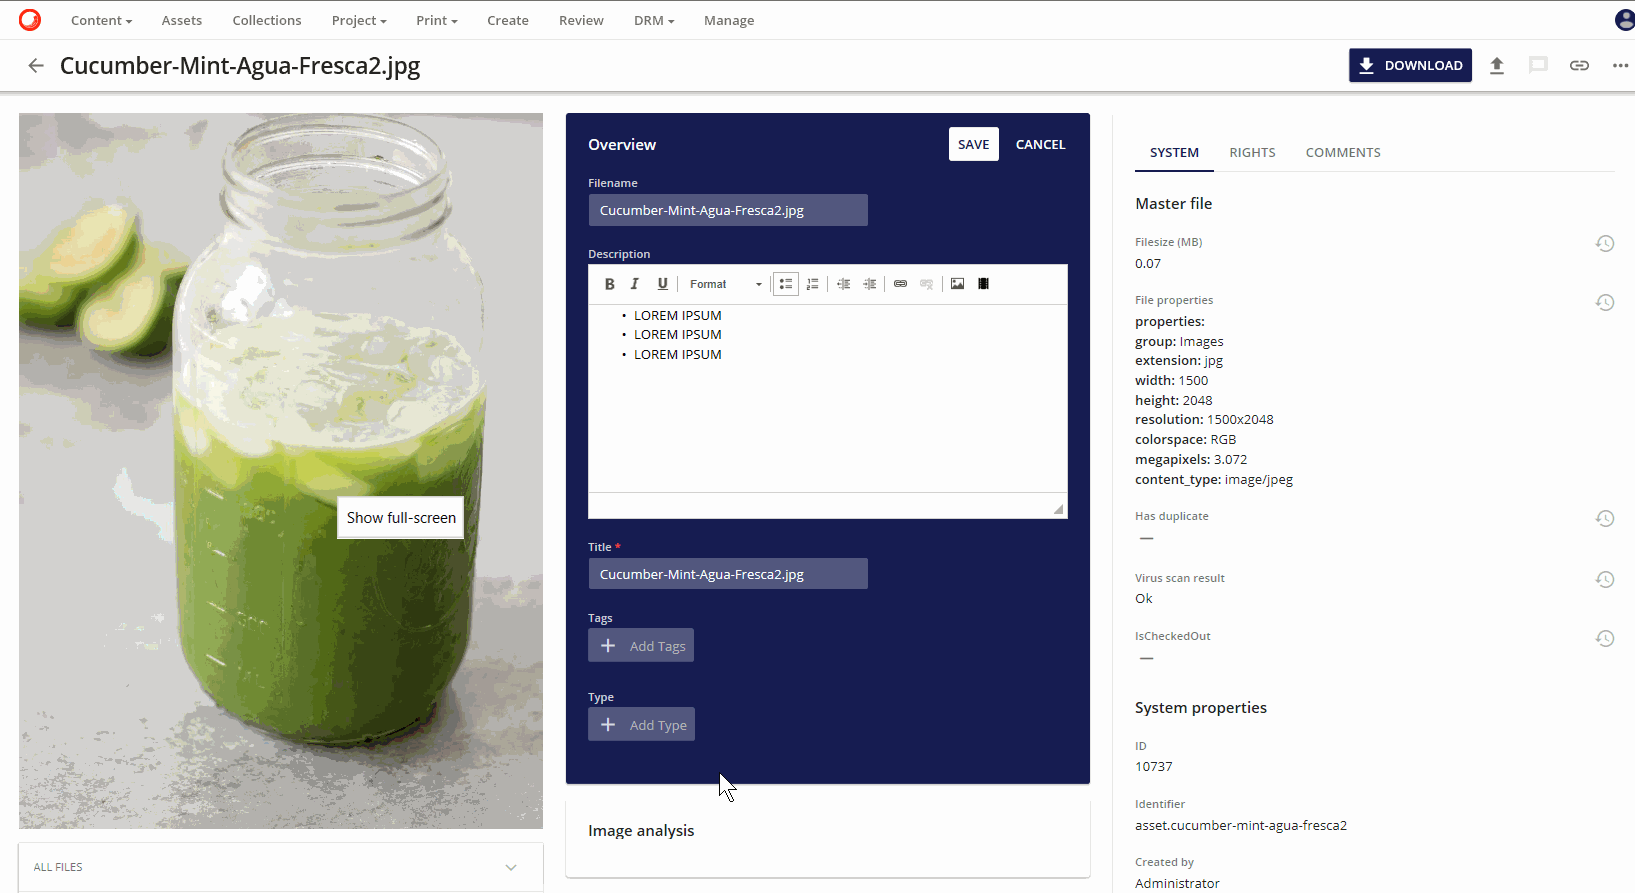 Content
Assets
Collections
Project
Print
Create
Review
DRM
Manage
Cucumber-Mint-Agua-Fresca2.jpg
DOWNLOAD
Show full-screen
ALL FILES
Overview
SAVE
CANCEL
Filename
Cucumber-Mint-Agua-Fresca2.jpg
Description
B I U Format
• LOREM IPSUM
• LOREM IPSUM
• LOREM IPSUM
Title *
Cucumber-Mint-Agua-Fresca2.jpg
Tags
+ Add Tags
Type
+ Add Type
Image analysis
SYSTEM
RIGHTS
COMMENTS
Master file
Filesize (MB)
0.07
File properties
properties:
group: Images
extension: jpg
width: 1500
height: 2048
resolution: 1500x2048
colorspace: RGB
megapixels: 3.072
content_type: image/jpeg
Has duplicate
—
Virus scan result
Ok
IsCheckedOut
—
System properties
ID
10737
Identifier
asset.cucumber-mint-agua-fresca2
Created by
Administrator